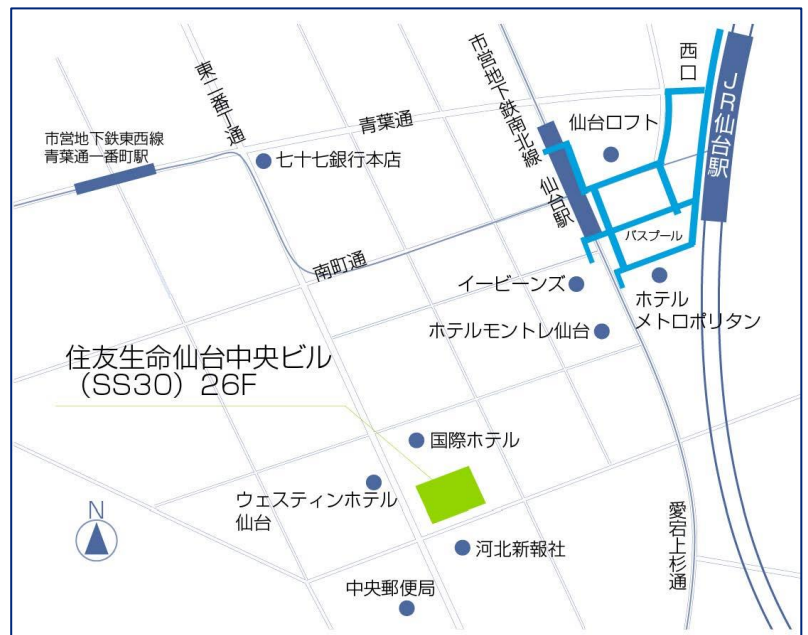 西口
JR仙台駅
市営地下鉄南北線 仙台駅
東二番丁通
青葉通
仙台ロフト
市営地下鉄東西線
青葉通一番町駅
七十七銀行本店
バスプール
南町通
イービーンズ
ホテル
メトロポリタン
ホテルモントレ仙台
住友生命仙台中央ビル
(SS30) 26F
国際ホテル
ウェスティンホテル
仙台
愛宕上杉通
N
河北新報社
中央郵便局